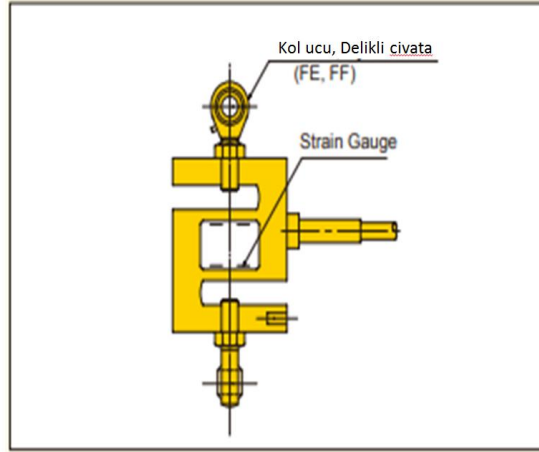 Kol ucu, Delikli civata
(FE, FF)
Strain Gauge